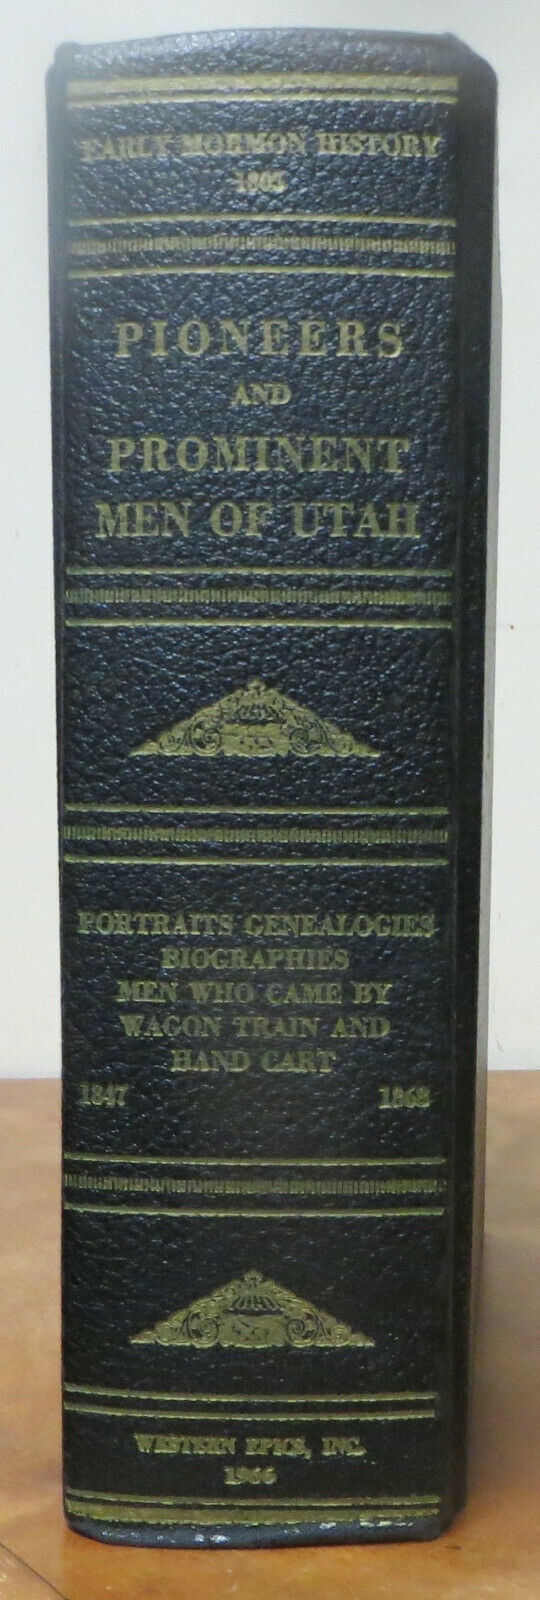 EARLY MORMON HISTORY
1805
PIONEERS
AND
PROMINENT
MEN OF UTAH
PORTRAITS GENEALOGIES
BIOGRAPHIES
MEN WHO CAME BY
WAGON TRAIN AND
HAND CART
1847 1868
WESTERN EPICS, INC.
1966